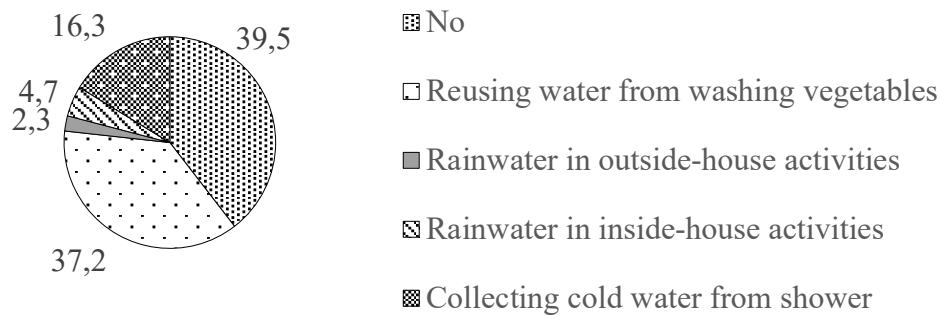 16,3
39,5
4,7
2,3
37,2
No
Reusing water from washing vegetables
Rainwater in outside-house activities
Rainwater in inside-house activities
Collecting cold water from shower